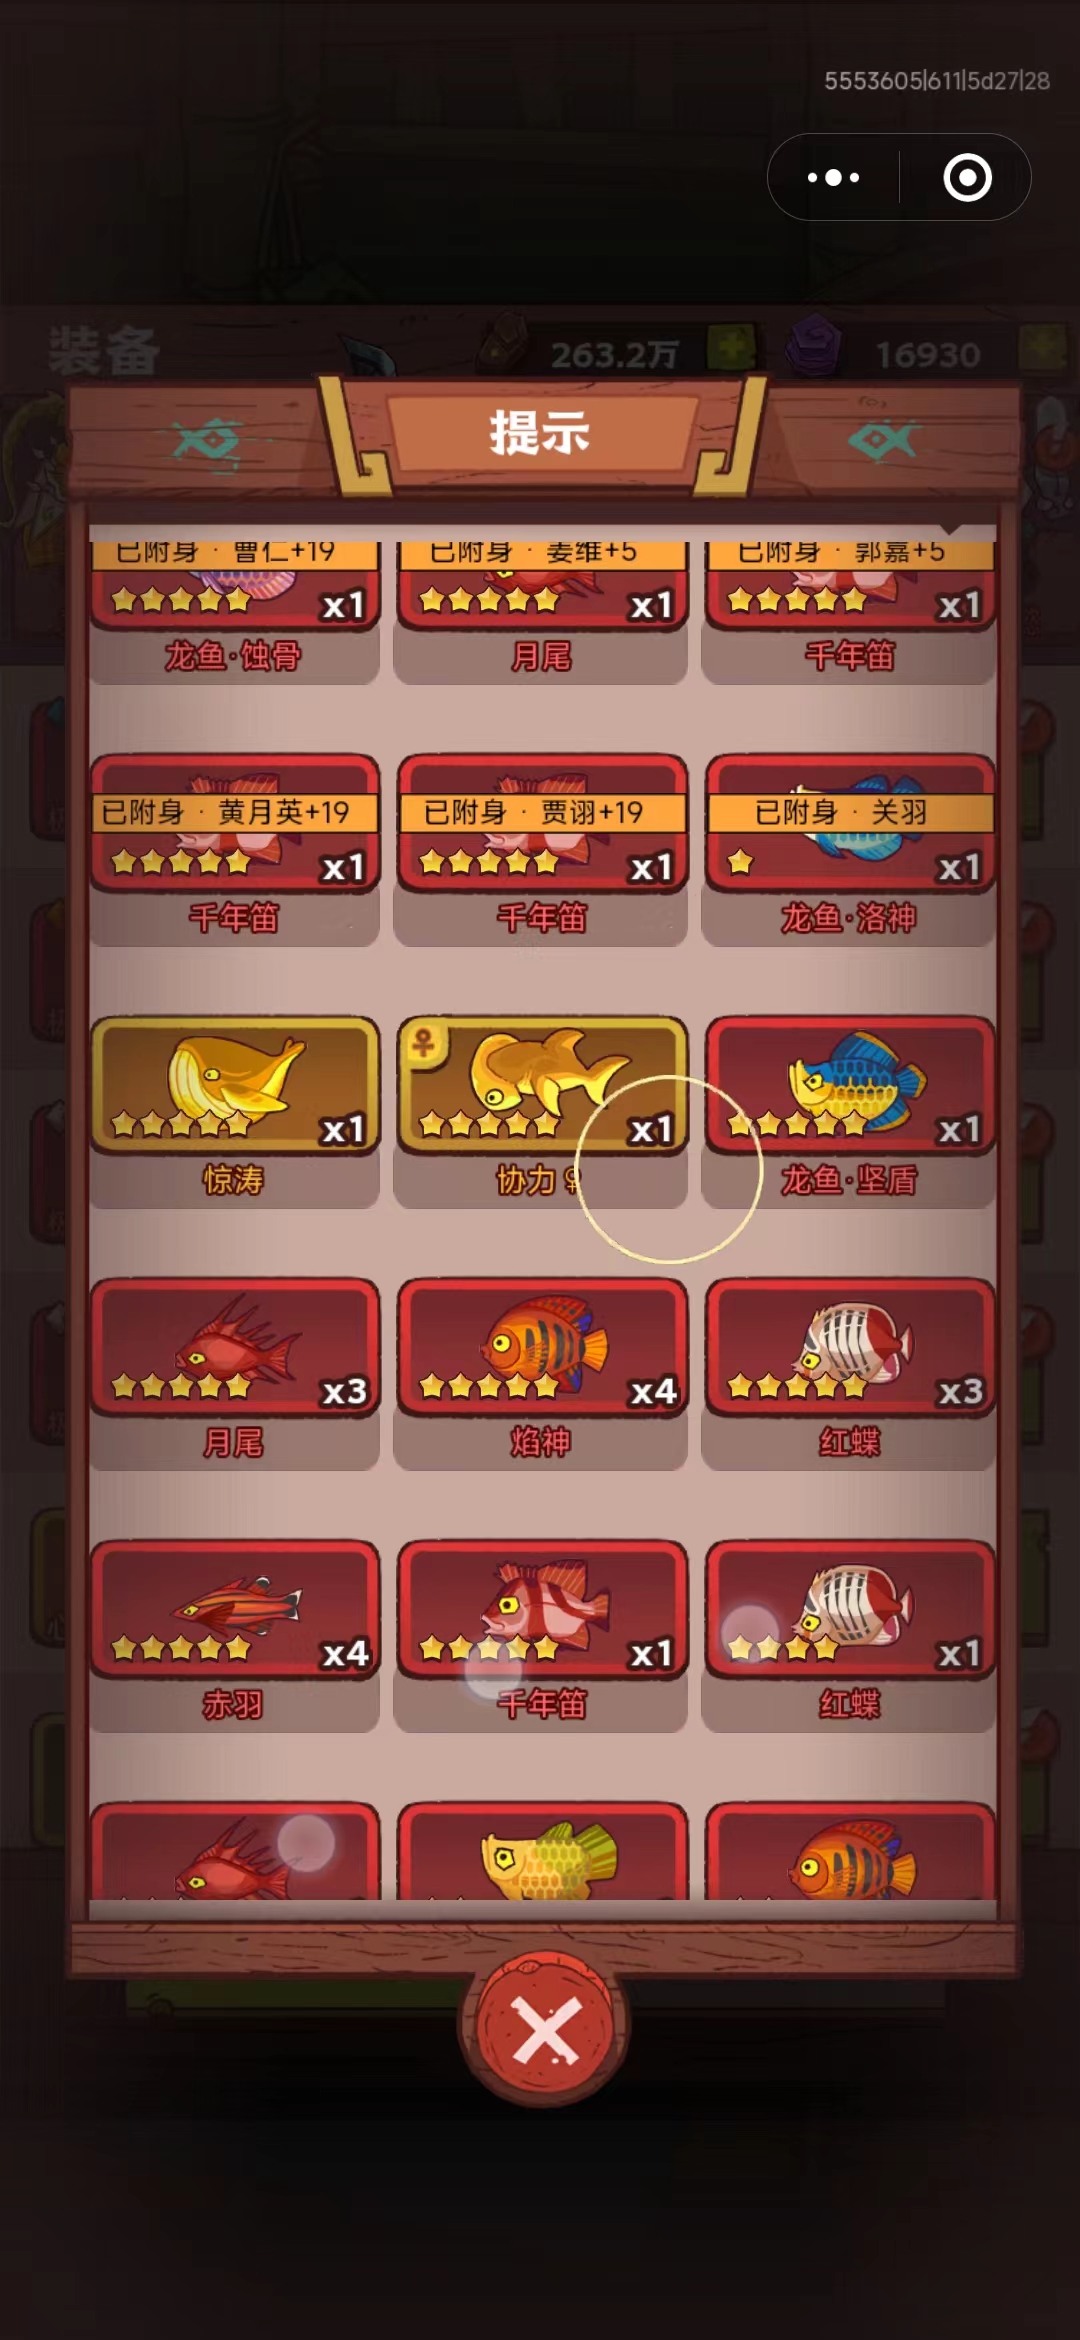 5553605|611|5d27|28
装备
263.2万
16930
提示
已附身 · 曹仁+19
已附身 · 姜维+5
已附身 · 郭嘉+5
x1
x1
x1
龙鱼·蚀骨
月尾
千年笛
已附身 · 黄月英+19
已附身 · 贾诩+19
已附身 · 关羽
x1
x1
x1
千年笛
千年笛
龙鱼·洛神
x1
x1
x1
惊涛
协力♀
龙鱼·坚盾
x3
x4
x3
月尾
焰神
红蝶
x4
x1
x1
赤羽
千年笛
红蝶